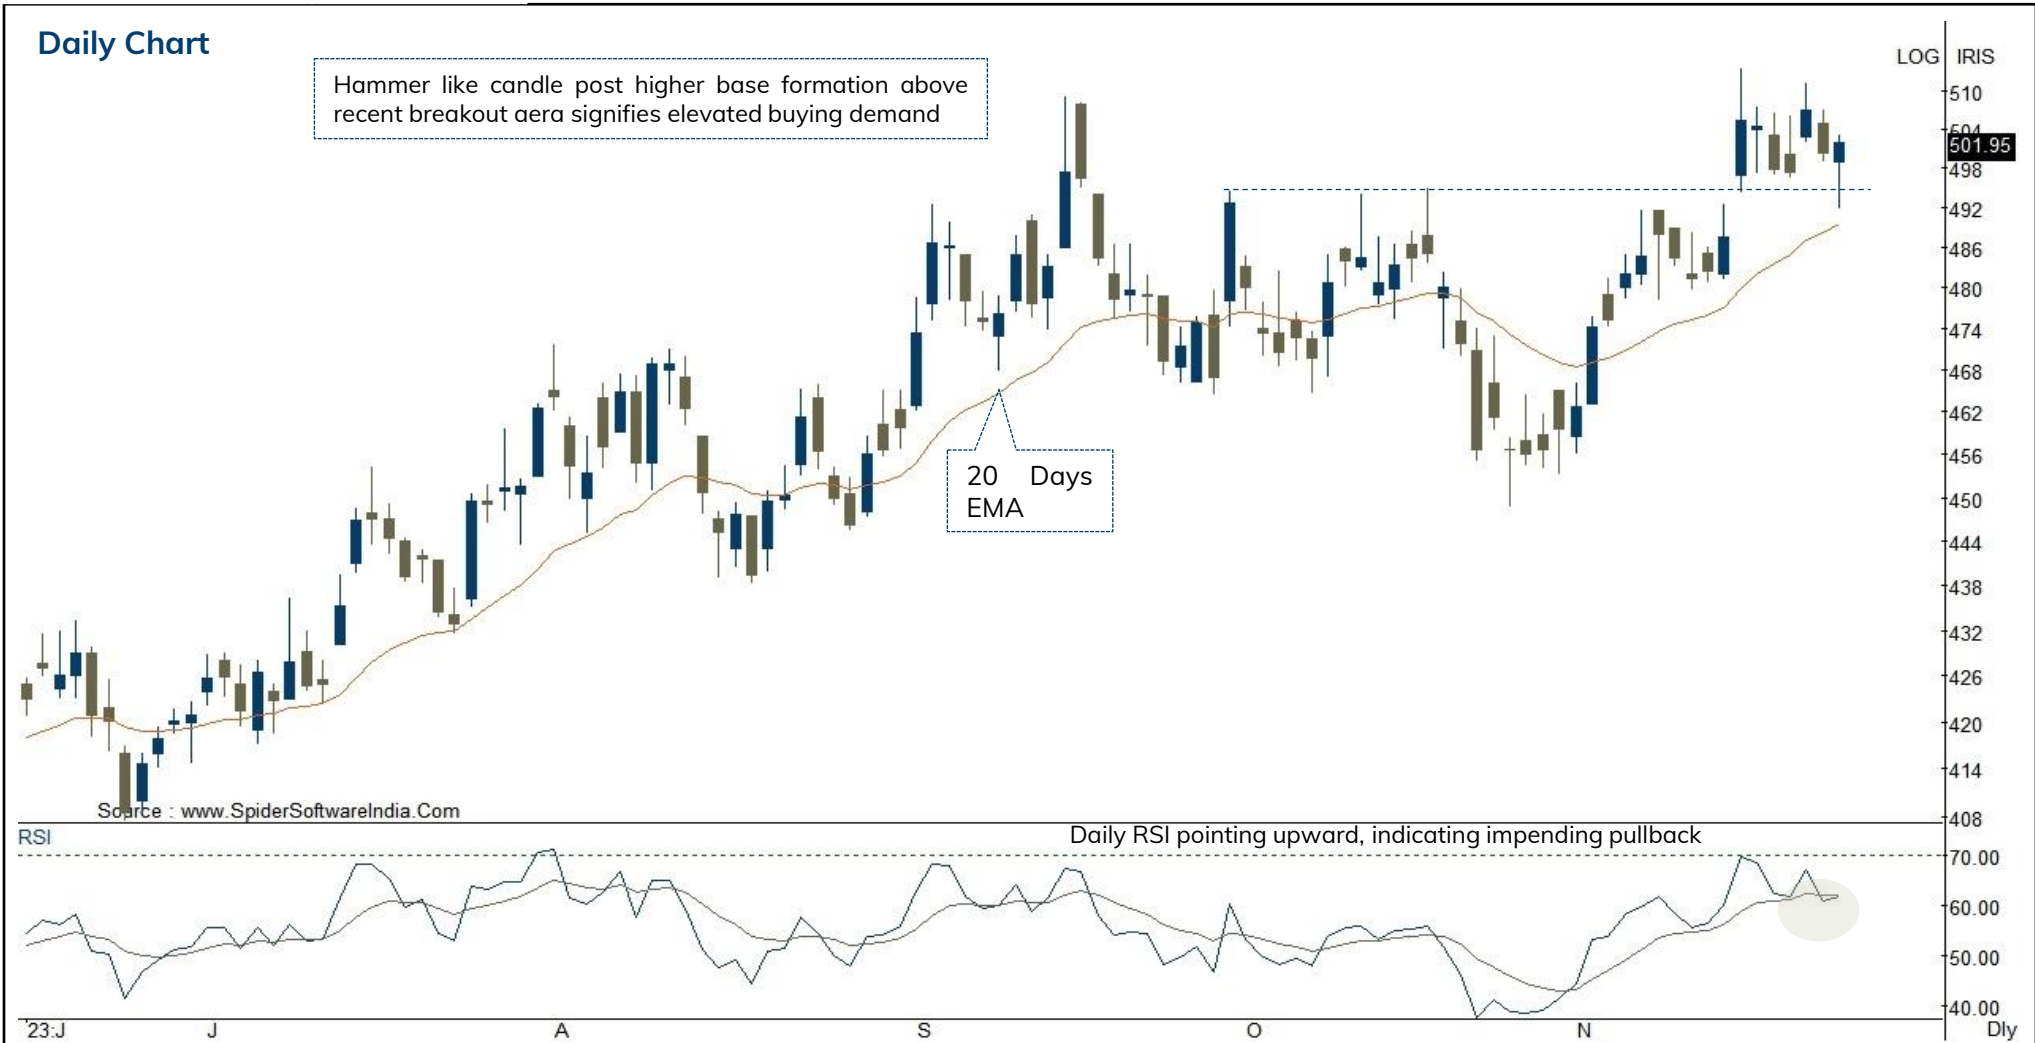 Daily Chart
Hammer like candle post higher base formation above
recent breakout aera signifies elevated buying demand
LOG IRIS
510
504
501.95
498
492
486
480
474
468
462
456
450
444
438
432
426
420
414
408
20 Days
EMA
Source : www.SpiderSoftwareIndia.Com
RSI
Daily RSI pointing upward, indicating impending pullback
70.00
60.00
50.00
40.00
'23:J J A S O N Dly